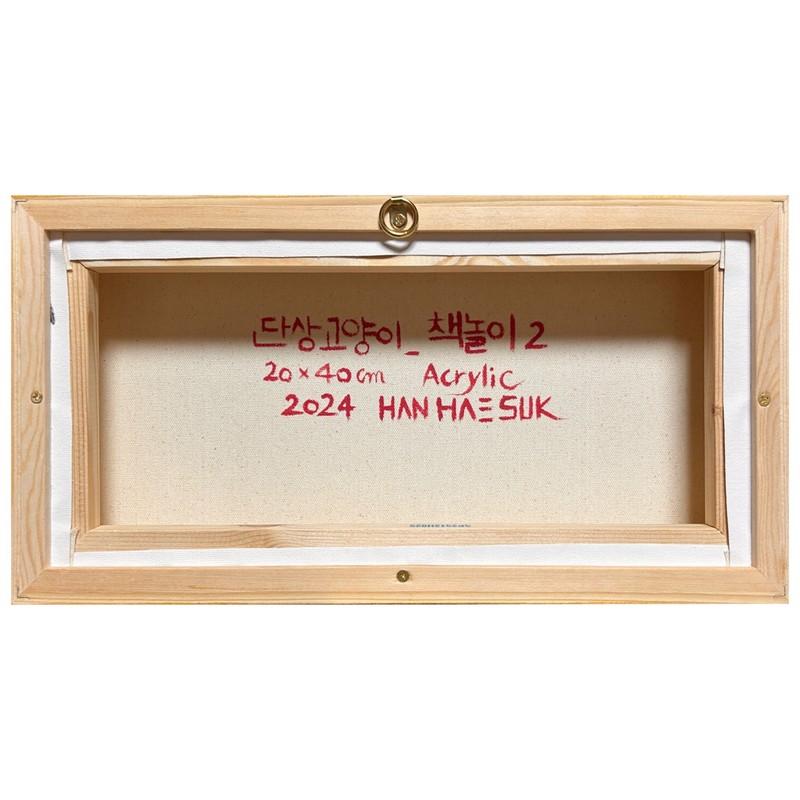 단상고양이_ 책놀이 2
20×40cm Acrylic
2024 HAN HAE SUK